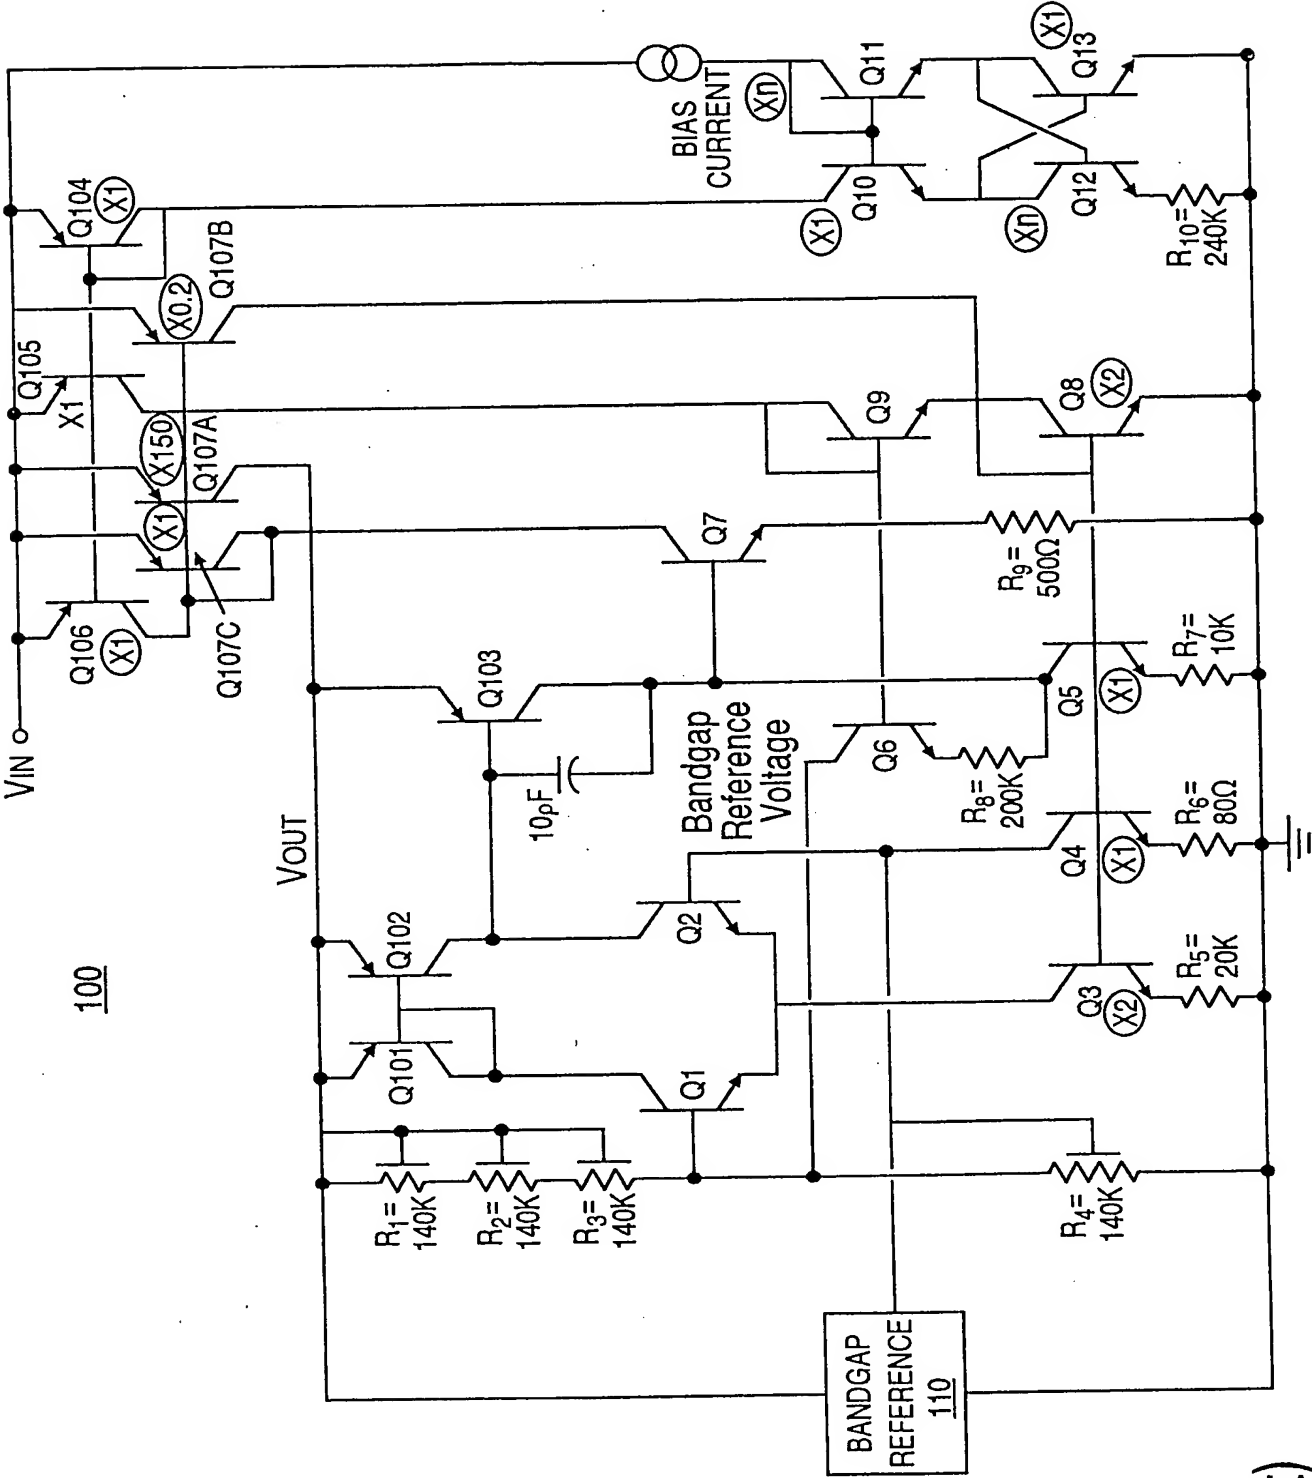 100
VIN
VOUT
Q106
X1
Q107C
X1
X150
Q107A
Q105
X1
X0.2
Q107B
Q104
X1
BIAS
CURRENT
Xn
Q11
X1
Q10
Xn
Q12
X1
Q13
R10=
240K
Q101
Q102
Q103
10pF
Bandgap
Reference
Voltage
R1=
140K
R2=
140K
R3=
140K
Q1
Q2
Q6
R8=
200K
Q7
Q9
R9=
500Ω
Q8
X2
Q3
X2
R5=
20K
Q4
X1
R6=
80Ω
Q5
X1
R7=
10K
R4=
140K
BANDGAP
REFERENCE
110
)